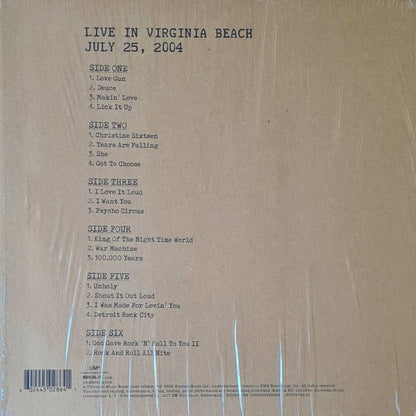 LIVE IN VIRGINIA BEACH
JULY 25, 2004
SIDE ONE
1. Love Gun
2. Deuce
3. Makin' Love
4. Lick It Up
SIDE TWO
1. Christine Sixteen
2. Tears Are Falling
3. She
4. Got To Choose
SIDE THREE
1. I Love It Loud
2. I Want You
3. Psycho Circus
SIDE FOUR
1. King Of The Night Time World
2. War Machine
3. 100,000 Years
SIDE FIVE
1. Unholy
2. Shout It Out Loud
3. I Was Made For Lovin' You
4. Detroit Rock City
SIDE SIX
1. God Gave Rock 'N' Roll To You II
2. Rock And Roll All Nite